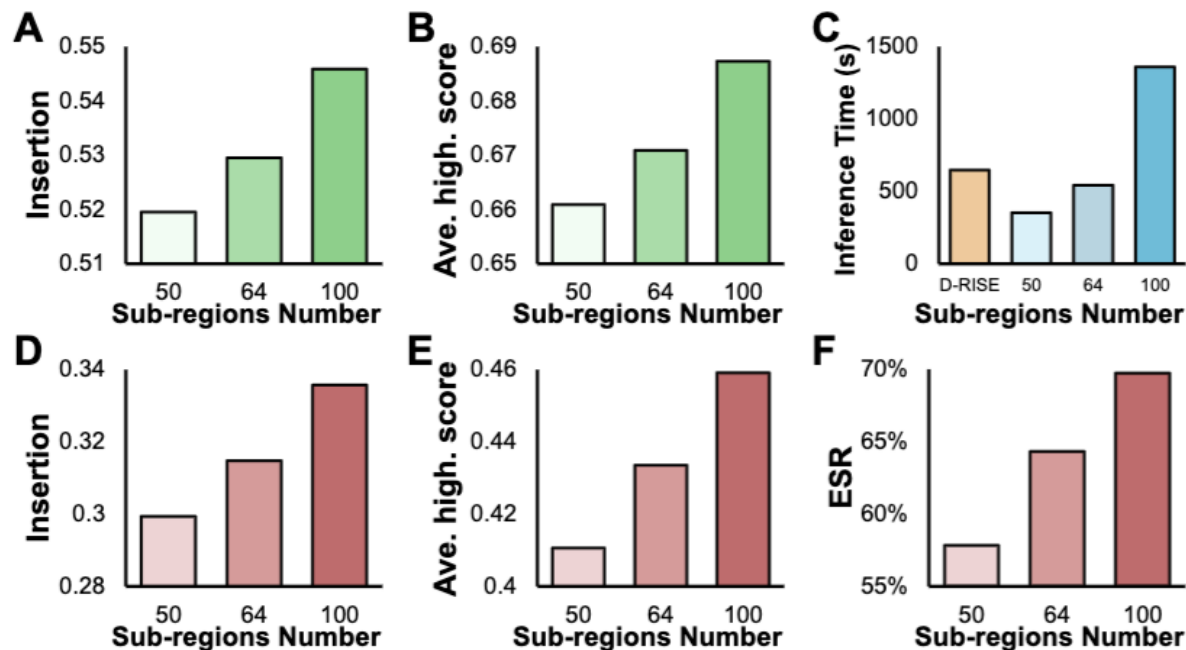 A
Insertion
0.55
0.54
0.53
0.52
0.51
50 64 100
Sub-regions Number
B
Ave. high. score
0.69
0.68
0.67
0.66
0.65
50 64 100
Sub-regions Number
C
Inference Time (s)
1500
1000
500
0
D-RISE 50 64 100
Sub-regions Number
D
Insertion
0.34
0.32
0.3
0.28
50 64 100
Sub-regions Number
E
Ave. high. score
0.46
0.44
0.42
0.4
50 64 100
Sub-regions Number
F
ESR
70%
65%
60%
55%
50 64 100
Sub-regions Number